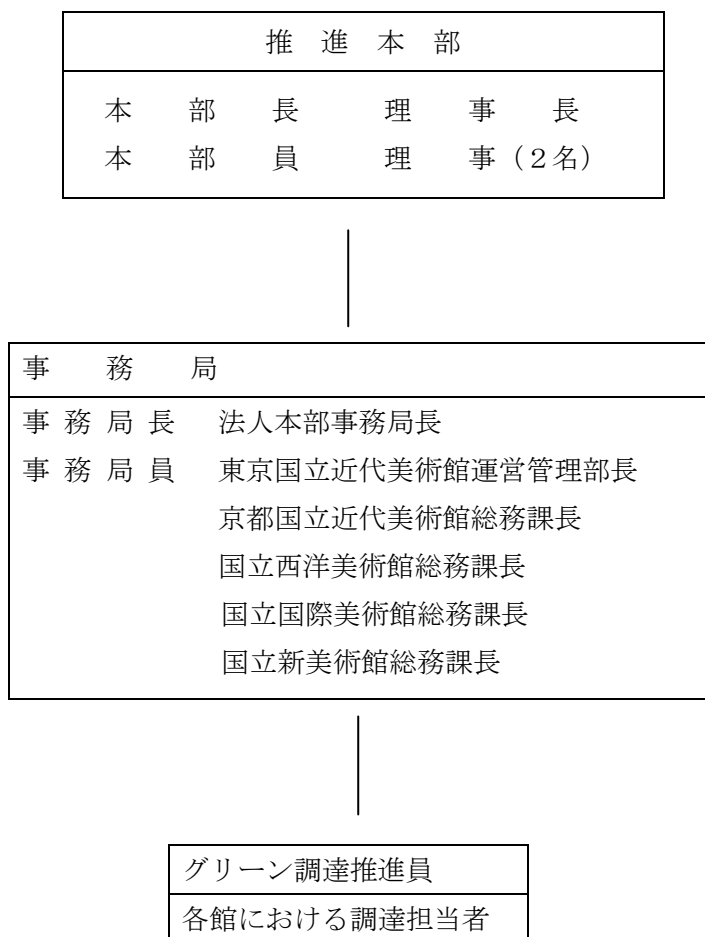 推 進 本 部
本 部 長 理 事 長
本 部 員 理 事（２名）
事 務 局
事 務 局 長 法人本部事務局長
事 務 局 員 東京国立近代美術館運営管理部長
京都国立近代美術館総務課長
国立西洋美術館総務課長
国立国際美術館総務課長
国立新美術館総務課長
グリーン調達推進員
各館における調達担当者